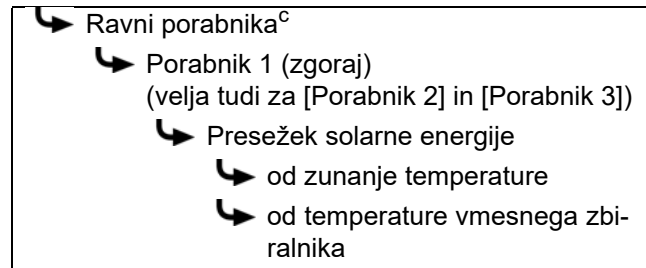 Ravni porabnikaᶜ
Porabnik 1 (zgoraj)
(velja tudi za [Porabnik 2] in [Porabnik 3])
Presežek solarne energije
od zunanje temperature
od temperature vmesnega zbi-
ralnika